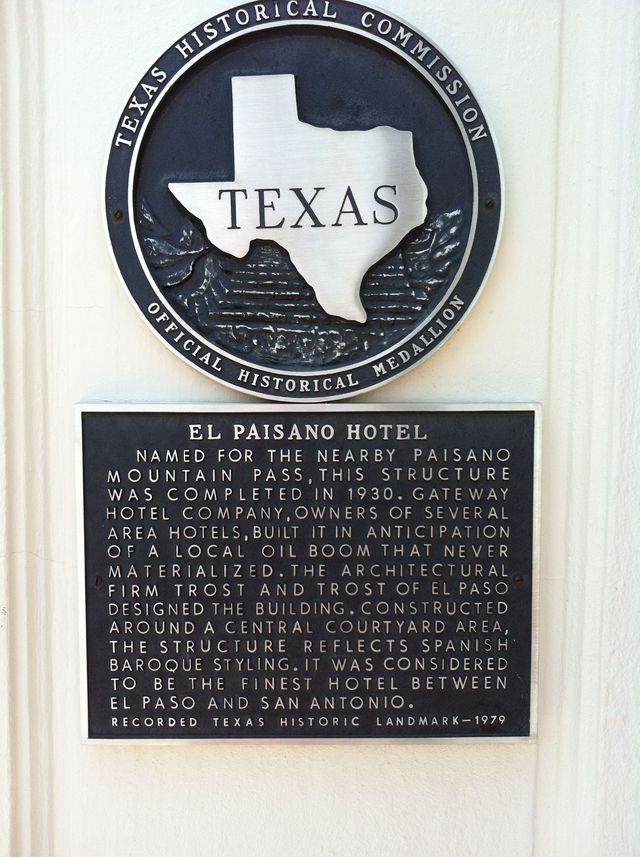 TEXAS HISTORICAL COMMISSION
TEXAS
OFFICIAL HISTORICAL MEDALLION
EL PAISANO HOTEL
NAMED FOR THE NEARBY PAISANO
MOUNTAIN PASS, THIS STRUCTURE
WAS COMPLETED IN 1930. GATEWAY
HOTEL COMPANY, OWNERS OF SEVERAL
AREA HOTELS, BUILT IT IN ANTICIPATION
OF A LOCAL OIL BOOM THAT NEVER
MATERIALIZED. THE ARCHITECTURAL
FIRM TROST AND TROST OF EL PASO
DESIGNED THE BUILDING. CONSTRUCTED
AROUND A CENTRAL COURTYARD AREA,
THE STRUCTURE REFLECTS SPANISH
BAROQUE STYLING. IT WAS CONSIDERED
TO BE THE FINEST HOTEL BETWEEN
EL PASO AND SAN ANTONIO.
RECORDED TEXAS HISTORIC LANDMARK—1979